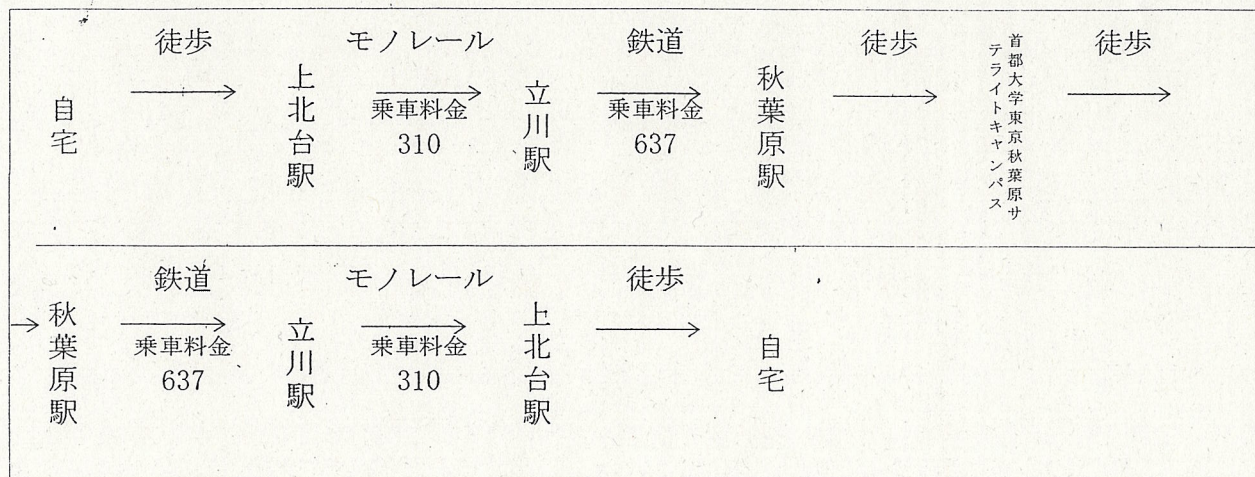 自宅
徒歩
上北台駅
モノレール
乗車料金
310
立川駅
鉄道
乗車料金
637
秋葉原駅
徒歩
首都大学東京秋葉原サ
テライトキャンパス
徒歩
秋葉原駅
鉄道
乗車料金
637
立川駅
モノレール
乗車料金
310
上北台駅
徒歩
自宅